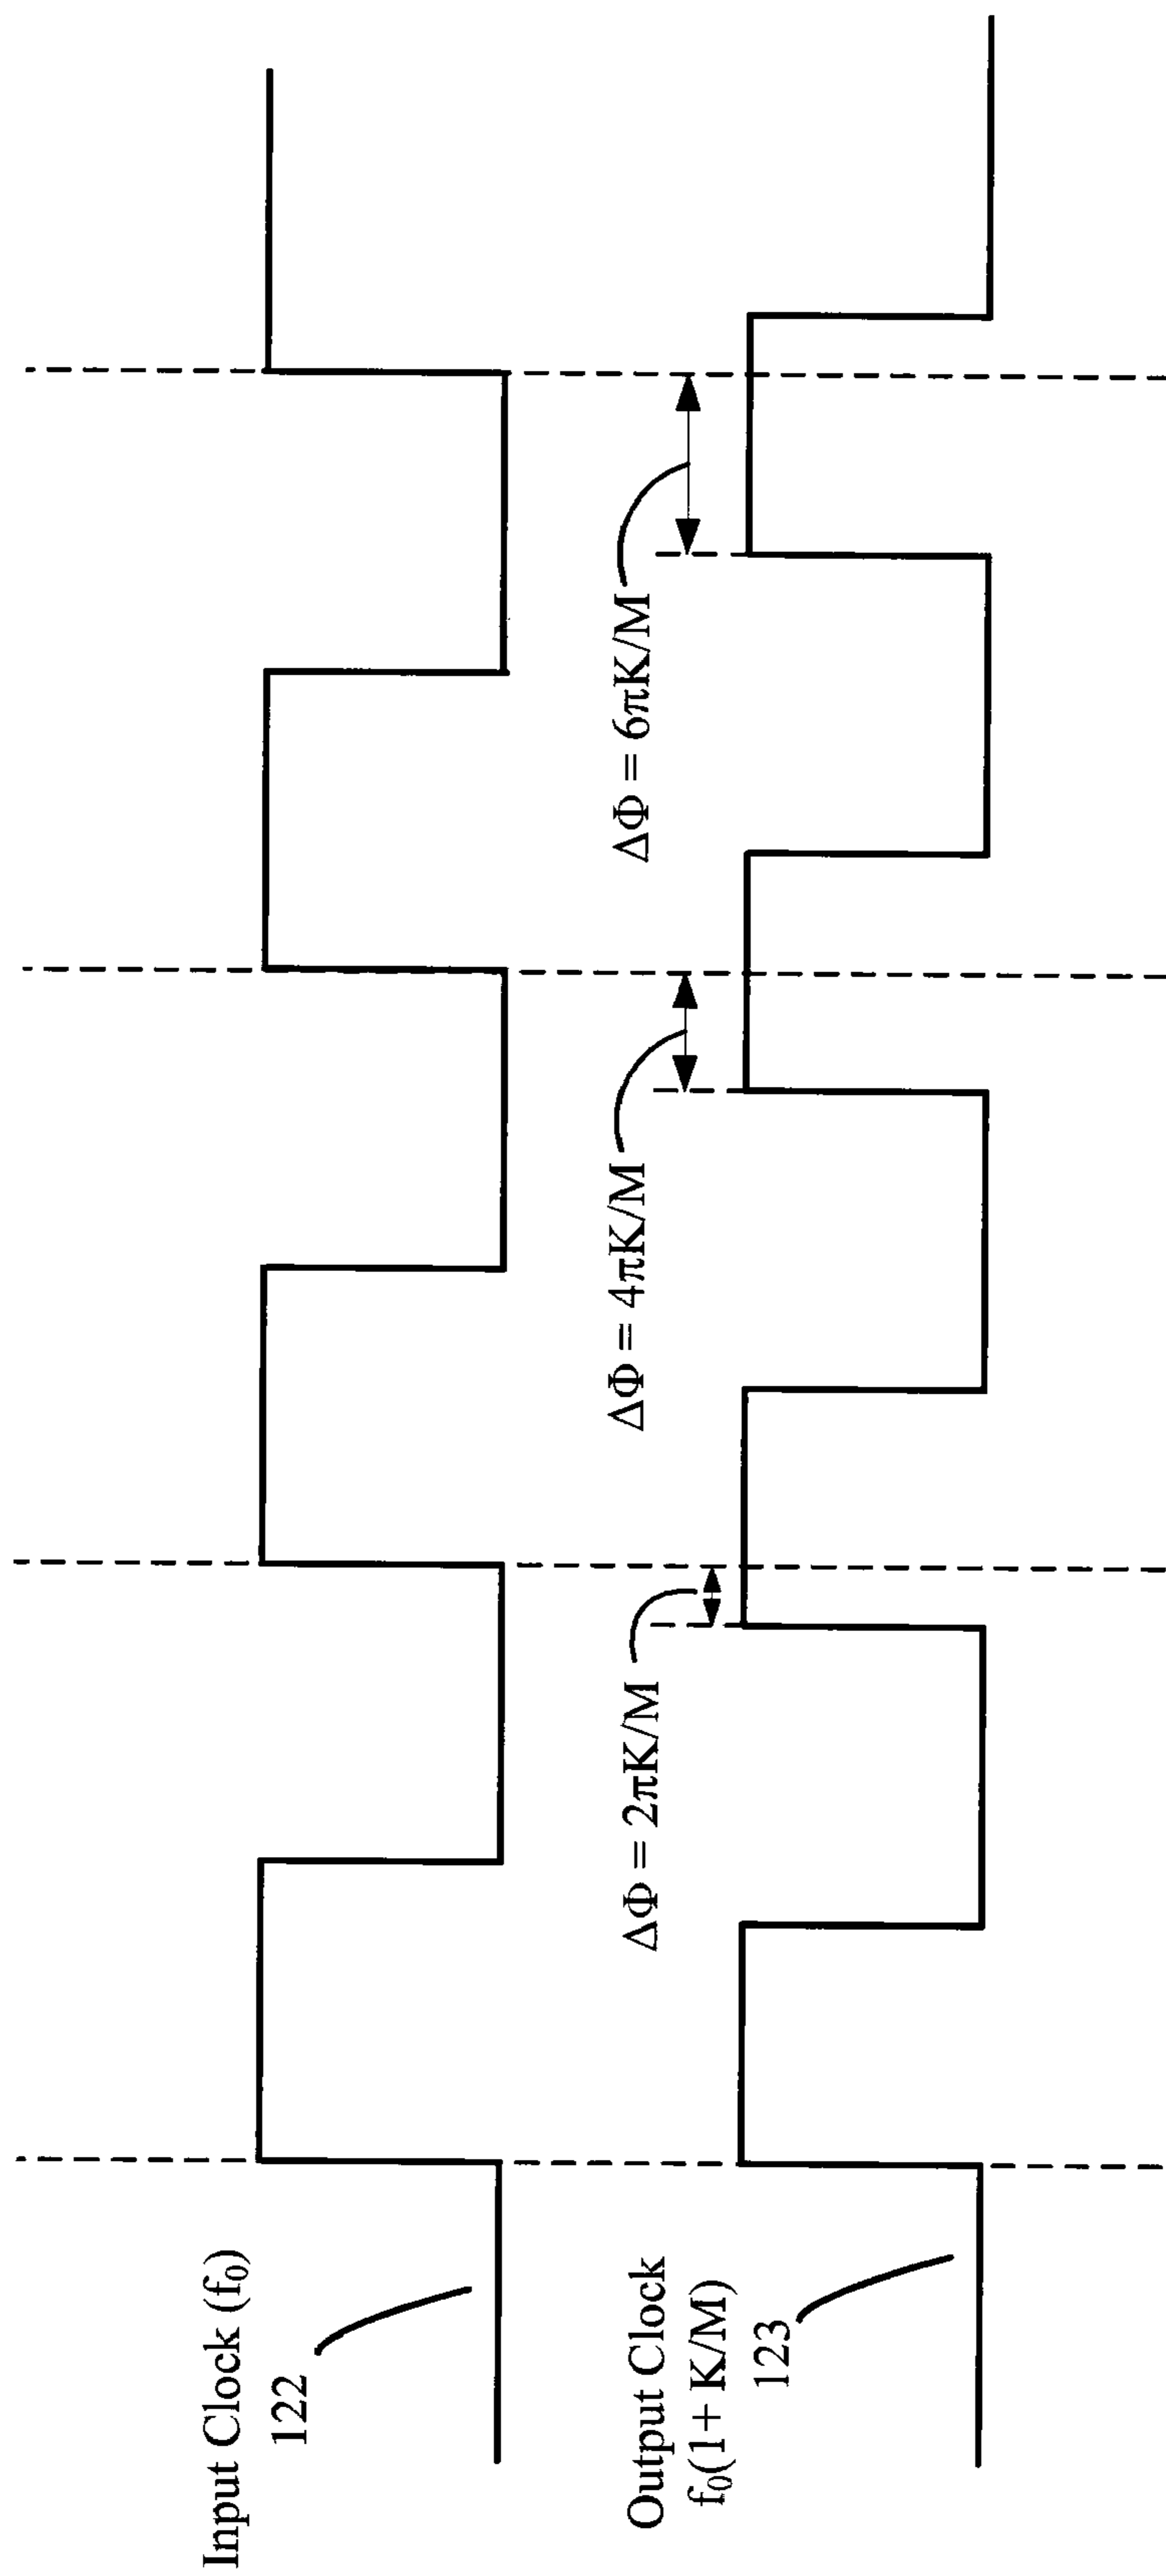 Input Clock (f₀)
122
Output Clock
f₀(1+ K/M)
123
ΔΦ = 2πK/M
ΔΦ = 4πK/M
ΔΦ = 6πK/M